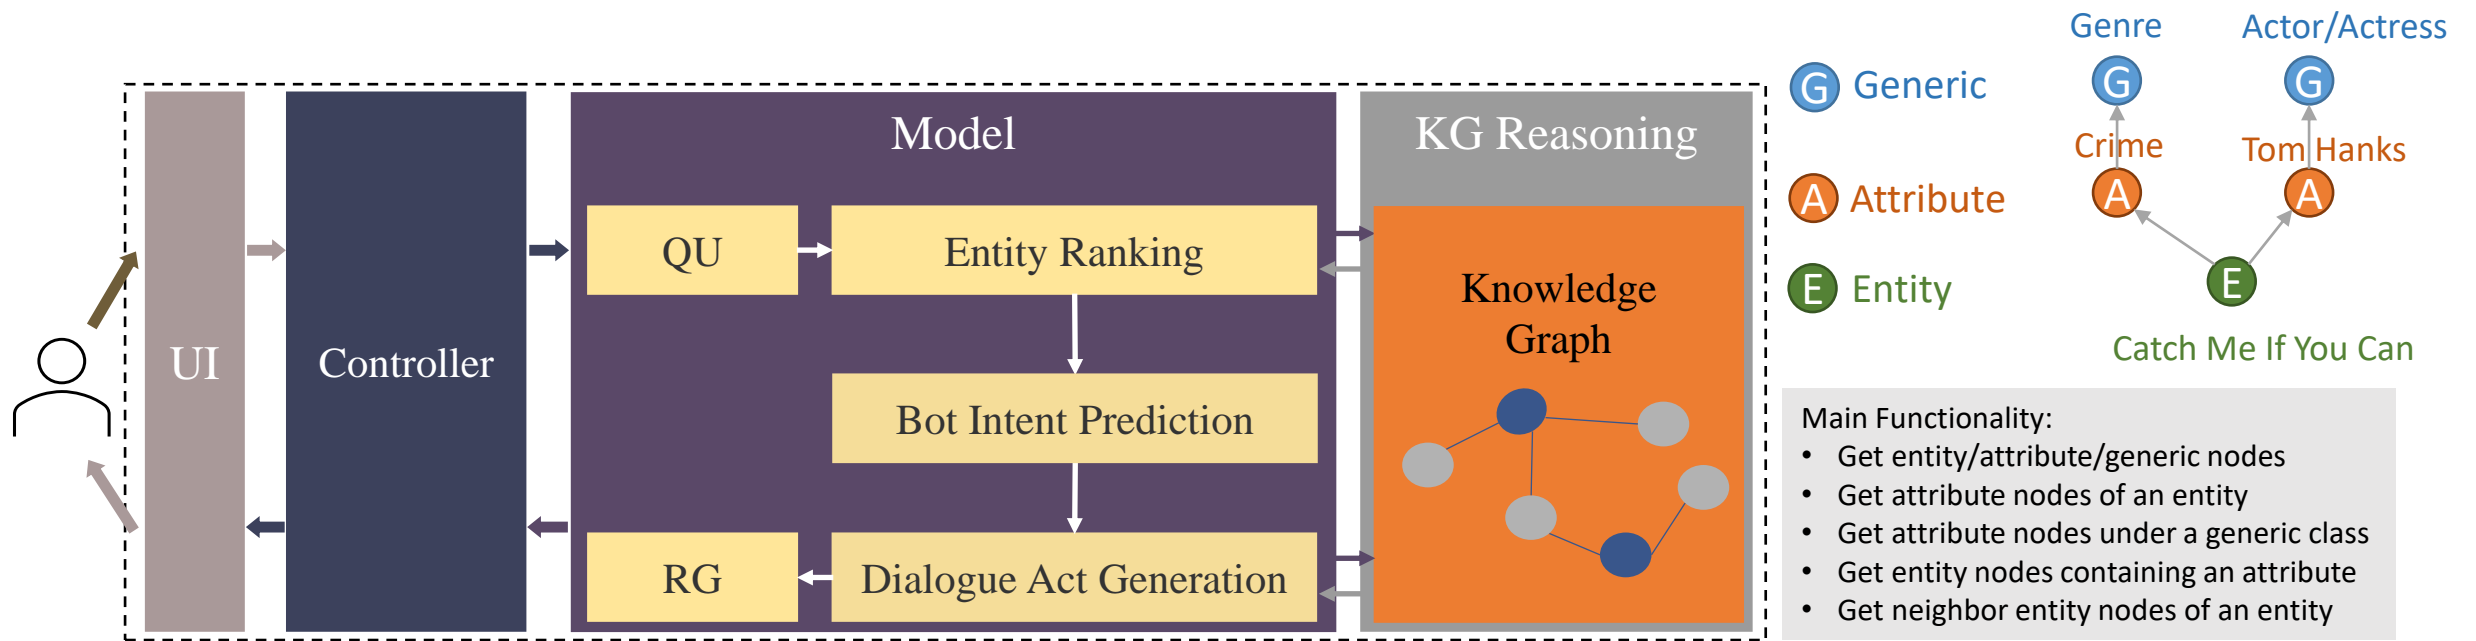 UI
Controller
Model
QU
Entity Ranking
Bot Intent Prediction
RG
Dialogue Act Generation
KG Reasoning
Knowledge
Graph
G Generic
A Attribute
E Entity
Genre
Actor/Actress
G
G
Crime
Tom Hanks
A
A
E
Catch Me If You Can
Main Functionality:
• Get entity/attribute/generic nodes
• Get attribute nodes of an entity
• Get attribute nodes under a generic class
• Get entity nodes containing an attribute
• Get neighbor entity nodes of an entity